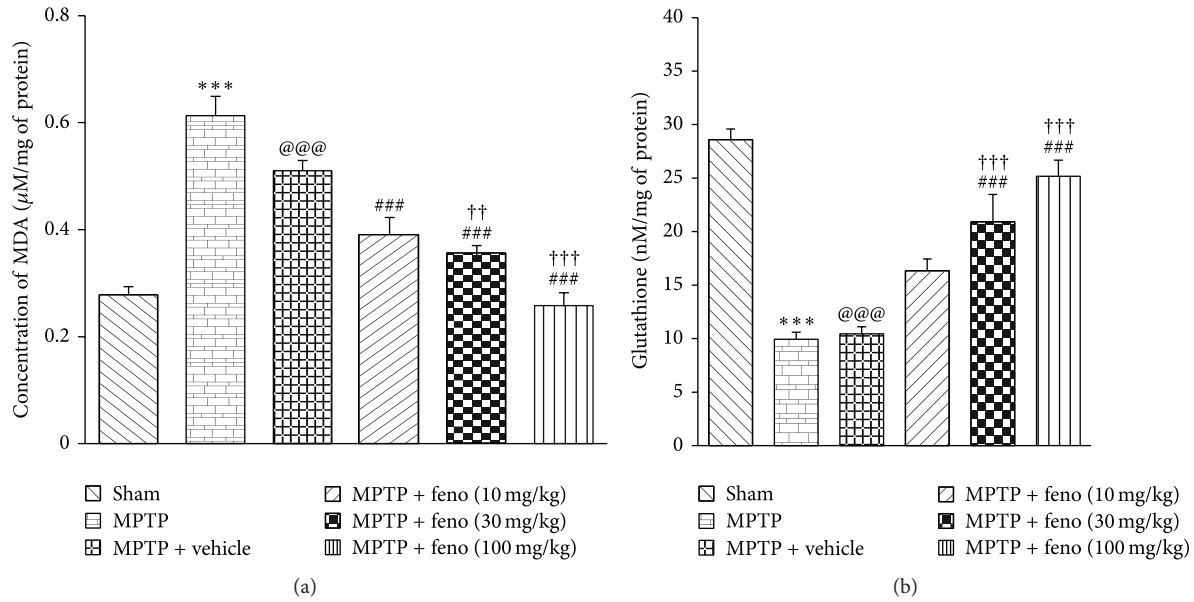 0.8
0.6
0.4
0.2
0
Concentration of MDA (µM/mg of protein)
***
@@@
###
††
###
†††
###
Sham
MPTP
MPTP + vehicle
MPTP + feno (10 mg/kg)
MPTP + feno (30 mg/kg)
MPTP + feno (100 mg/kg)
(a)
40
35
30
25
20
15
10
5
0
Glutathione (nM/mg of protein)
***
@@@
†††
###
†††
###
Sham
MPTP
MPTP + vehicle
MPTP + feno (10 mg/kg)
MPTP + feno (30 mg/kg)
MPTP + feno (100 mg/kg)
(b)